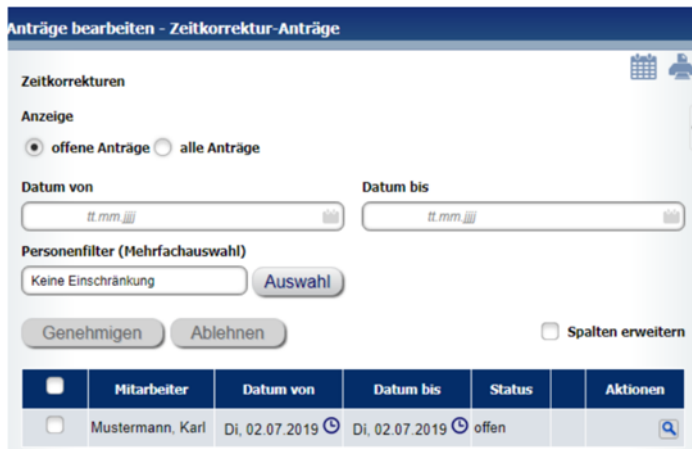 Anträge bearbeiten - Zeitkorrektur-Anträge
Zeitkorrekturen
Anzeige
offene Anträge alle Anträge
Datum von Datum bis
tt.mm.jjjj tt.mm.jjjj
Personenfilter (Mehrfachauswahl)
Keine Einschränkung Auswahl
Genehmigen Ablehnen Spalten erweitern
Mitarbeiter Datum von Datum bis Status Aktionen
Mustermann, Karl Di, 02.07.2019 Di, 02.07.2019 offen